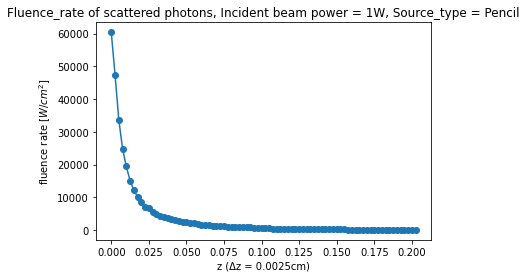 Fluence_rate of scattered photons, Incident beam power = 1W, Source_type = Pencil
60000
50000
40000
30000
20000
10000
0
fluence rate [W/cm²]
0.000 0.025 0.050 0.075 0.100 0.125 0.150 0.175 0.200
z (Δz = 0.0025cm)